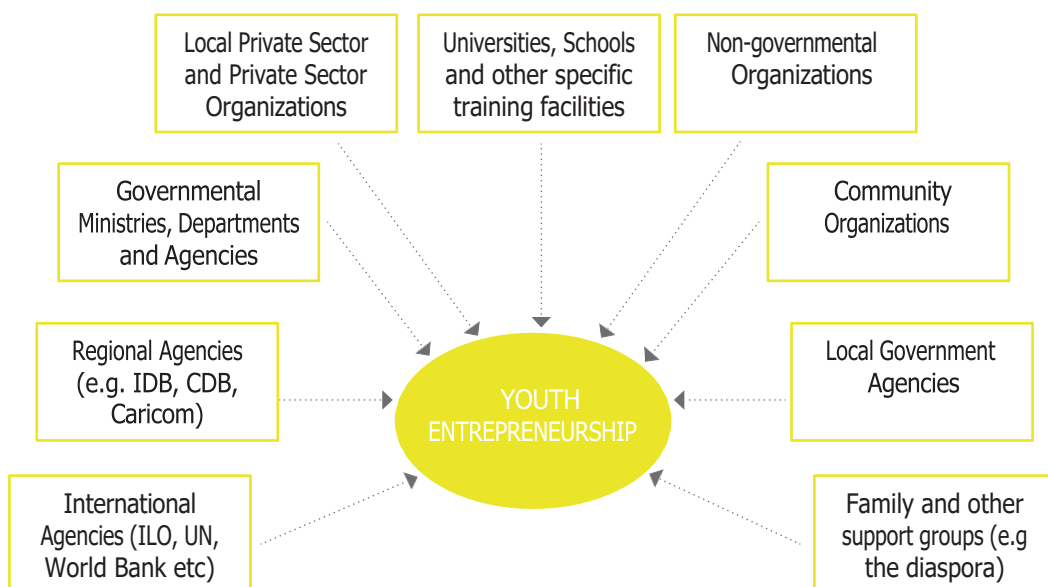 Local Private Sector
and Private Sector
Organizations
Universities, Schools
and other specific
training facilities
Non-governmental
Organizations
Governmental
Ministries, Departments
and Agencies
Community
Organizations
Regional Agencies
(e.g. IDB, CDB,
Caricom)
YOUTH
ENTREPRENEURSHIP
Local Government
Agencies
International
Agencies (ILO, UN,
World Bank etc)
Family and other
support groups (e.g
the diaspora)